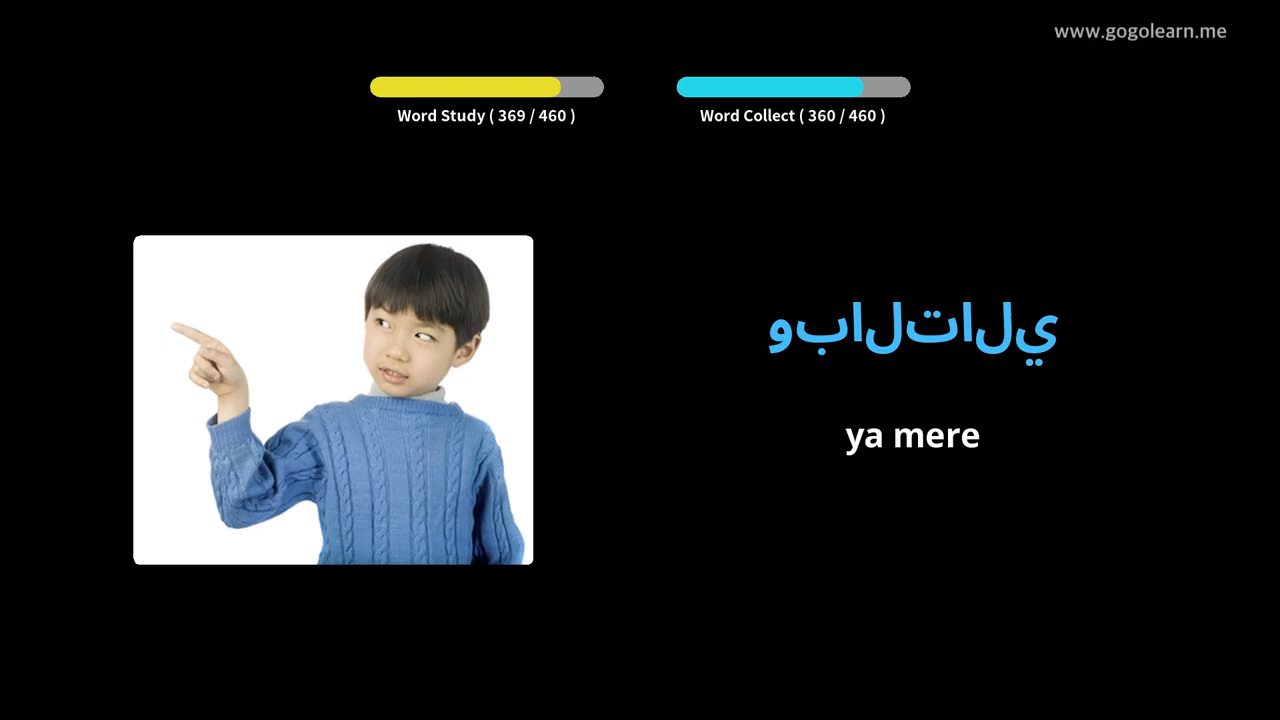 www.gogolearn.me
Word Study ( 369 / 460 )
Word Collect ( 360 / 460 )
وبالتالي
ya mere